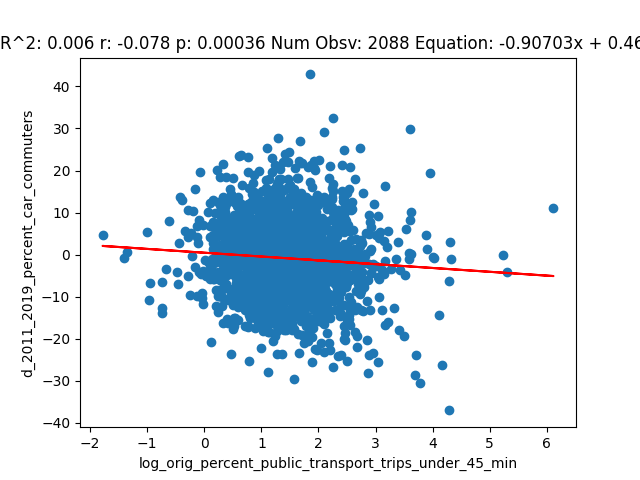 R^2: 0.006 r: -0.078 p: 0.00036 Num Obsv: 2088 Equation: -0.90703x + 0.46
40
30
20
10
0
−10
−20
−30
−40
d_2011_2019_percent_car_commuters
−2 −1 0 1 2 3 4 5 6
log_orig_percent_public_transport_trips_under_45_min